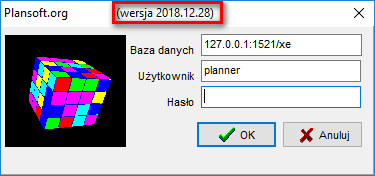 Plansoft.org (wersja 2018.12.28)
Baza danych 127.0.0.1:1521/xe
Użytkownik planner
Hasło
OK Anuluj